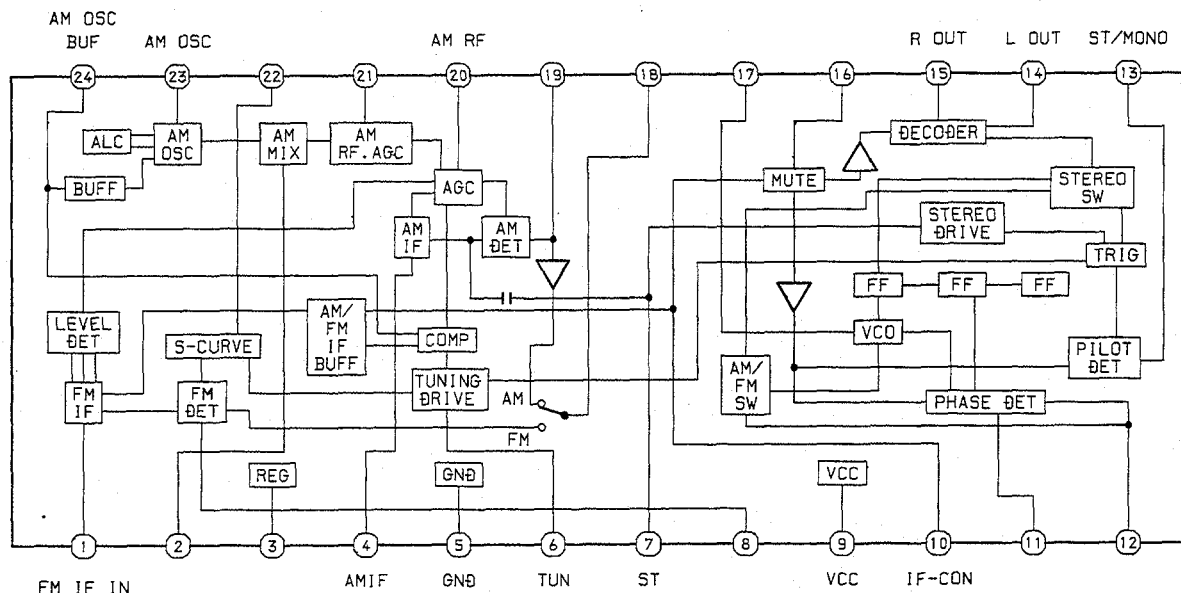 AM OSC
BUF
AM OSC
AM RF
R OUT
L OUT
ST/MONO
24
23
22
21
20
19
18
17
16
15
14
13
ALC
AM
OSC
AM
MIX
AM
RF.AGC
DECODER
BUFF
AGC
MUTE
STEREO
SW
AM
IF
AM
DET
STEREO
DRIVE
TRIG
FF
FF
FF
LEVEL
DET
S-CURVE
AM/
FM
IF
BUFF
COMP
VCO
PILOT
DET
FM
IF
FM
DET
TUNING
DRIVE
AM
FM
AM/
FM
SW
PHASE DET
REG
GND
VCC
1
2
3
4
5
6
7
8
9
10
11
12
FM IF IN
AMIF
GND
TUN
ST
VCC
IF-CON